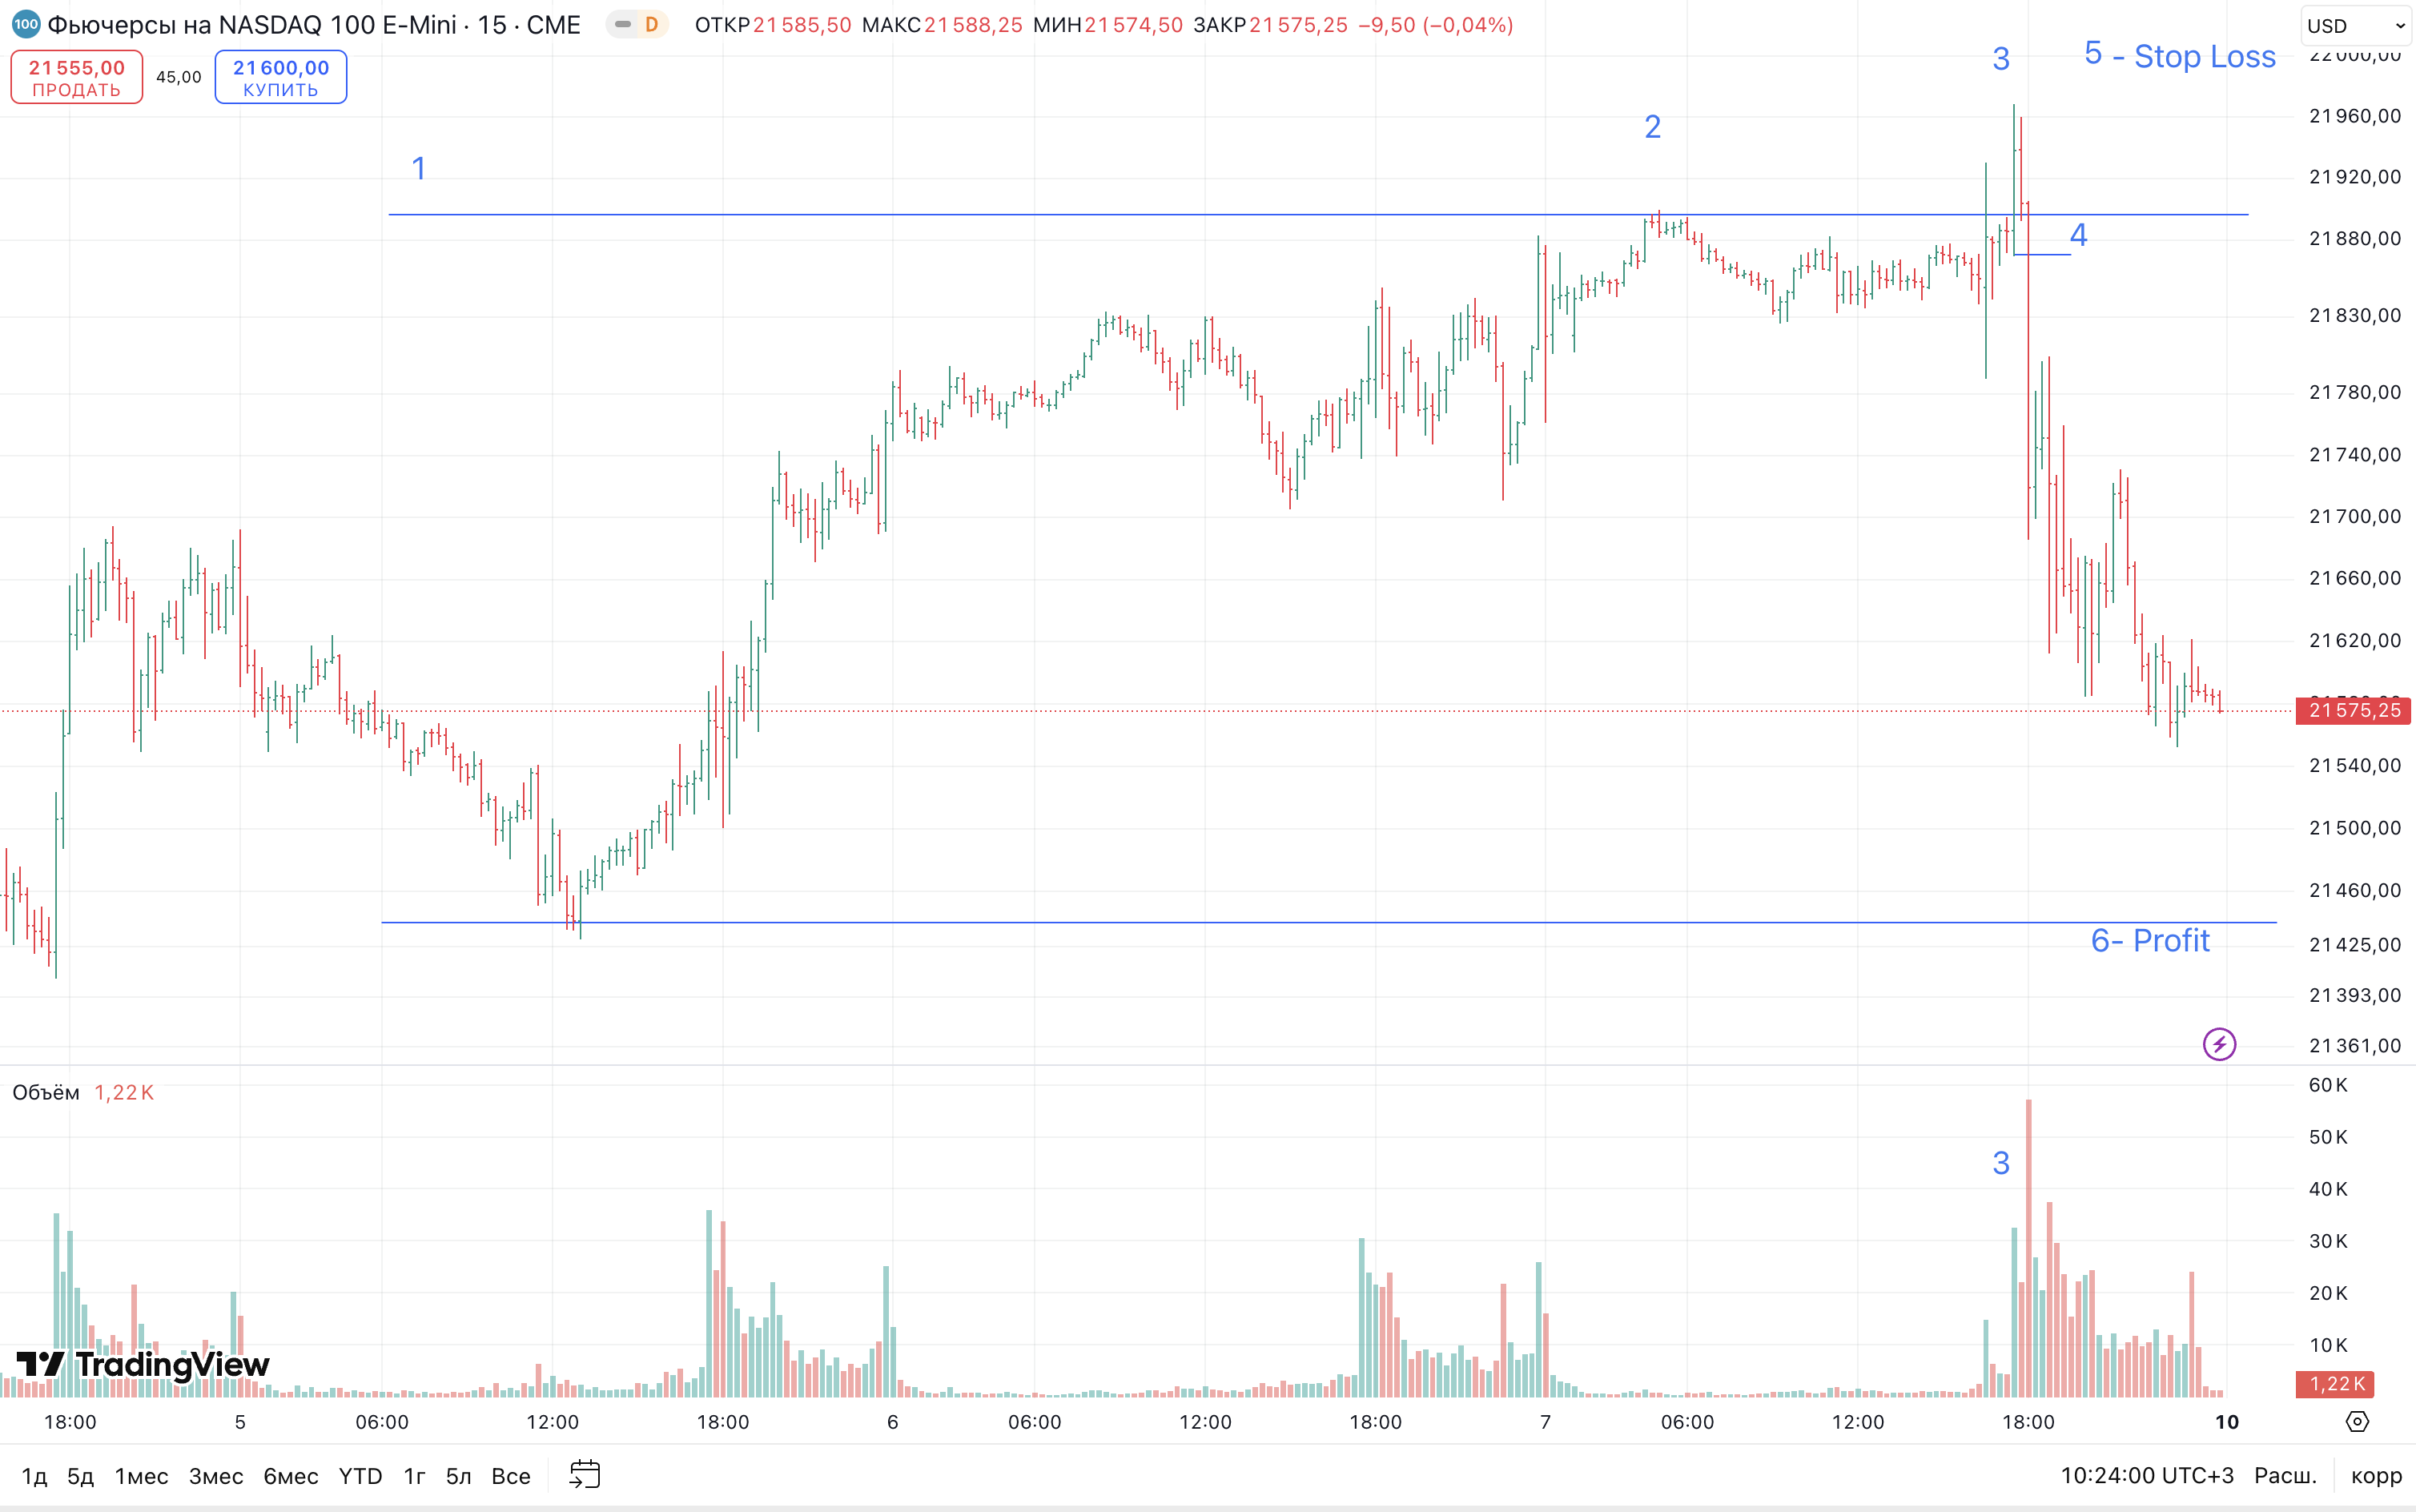 100 Фьючерсы на NASDAQ 100 E-Mini · 15 · CME D ОТКР 21 585,50 МАКС 21 588,25 МИН 21 574,50 ЗАКР 21 575,25 −9,50 (−0,04%)
USD
21 555,00 45,00 21 600,00
ПРОДАТЬ КУПИТЬ
3 5 - Stop Loss
22 000,00
21 960,00
2
1
21 920,00
4
21 880,00
21 830,00
21 780,00
21 740,00
21 700,00
21 660,00
21 620,00
21 575,25
21 540,00
21 500,00
21 460,00
6- Profit
21 425,00
21 393,00
21 361,00
Объём 1,22 K
60 K
50 K
3
40 K
30 K
20 K
10 K
TradingView
1,22 K
18:00 5 06:00 12:00 18:00 6 06:00 12:00 18:00 7 06:00 12:00 18:00 10
1д 5д 1мес 3мес 6мес YTD 1г 5л Все 10:24:00 UTC+3 Расш. корр